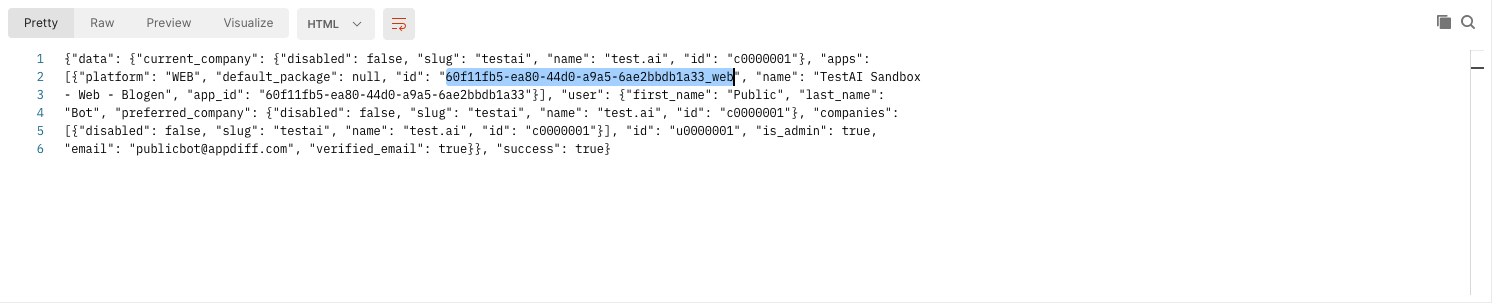 Pretty Raw Preview Visualize HTML
1 {"data": {"current_company": {"disabled": false, "slug": "testai", "name": "test.ai", "id": "c0000001"}, "apps":
2 [{"platform": "WEB", "default_package": null, "id": "60f11fb5-ea80-44d0-a9a5-6ae2bbdb1a33_web", "name": "TestAI Sandbox
3 - Web - Blogen", "app_id": "60f11fb5-ea80-44d0-a9a5-6ae2bbdb1a33"}], "user": {"first_name": "Public", "last_name":
4 "Bot", "preferred_company": {"disabled": false, "slug": "testai", "name": "test.ai", "id": "c0000001"}, "companies":
5 [{"disabled": false, "slug": "testai", "name": "test.ai", "id": "c0000001"}], "id": "u0000001", "is_admin": true,
6 "email": "publicbot@appdiff.com", "verified_email": true}}, "success": true}